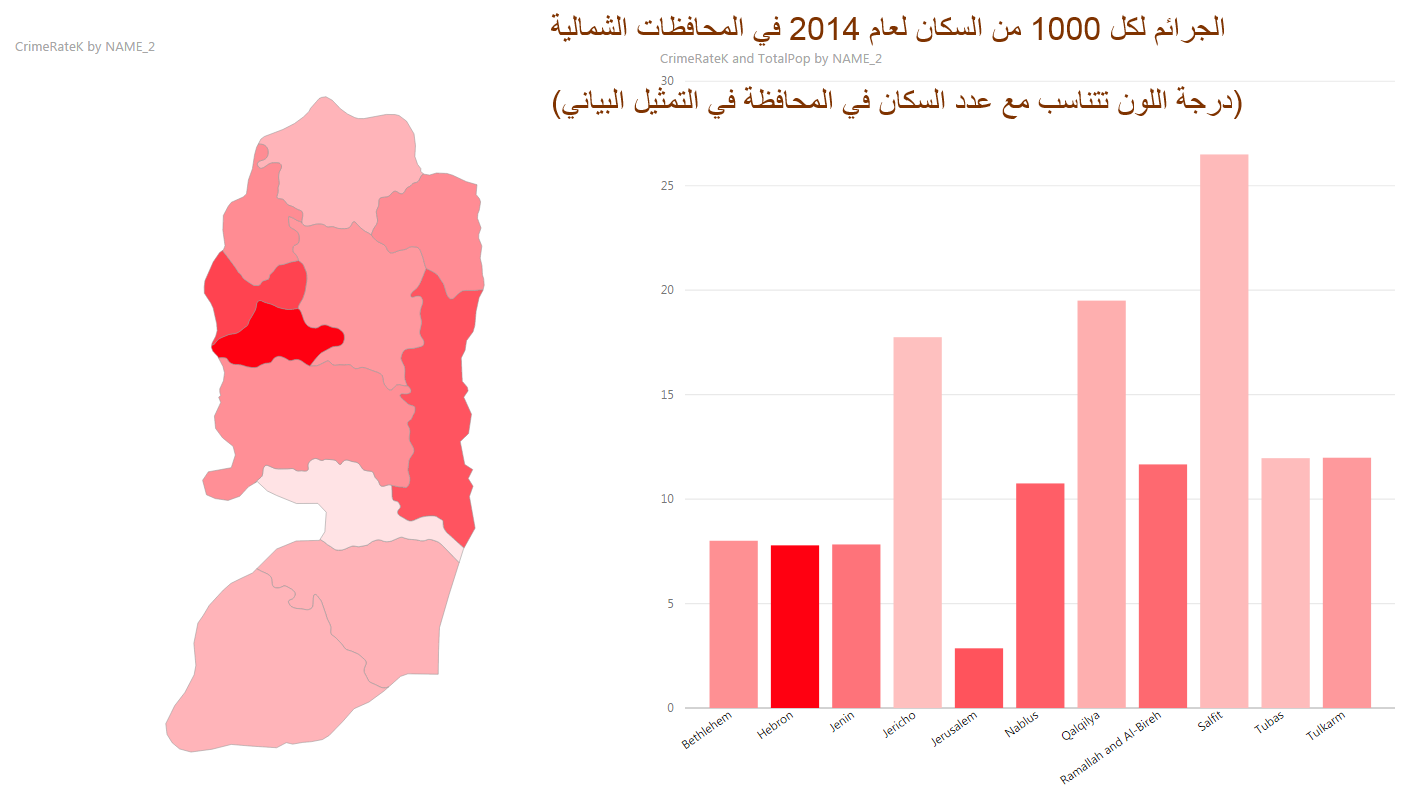 الجرائم لكل 1000 من السكان لعام 2014 في المحافظات الشمالية
CrimeRateK by NAME_2
CrimeRateK and TotalPop by NAME_2
(درجة اللون تتناسب مع عدد السكان في المحافظة في التمثيل البياني)
30
25
20
15
10
5
0
Bethlehem
Hebron
Jenin
Jericho
Jerusalem
Nablus
Qalqilya
Ramallah and Al-Bireh
Salfit
Tubas
Tulkarm